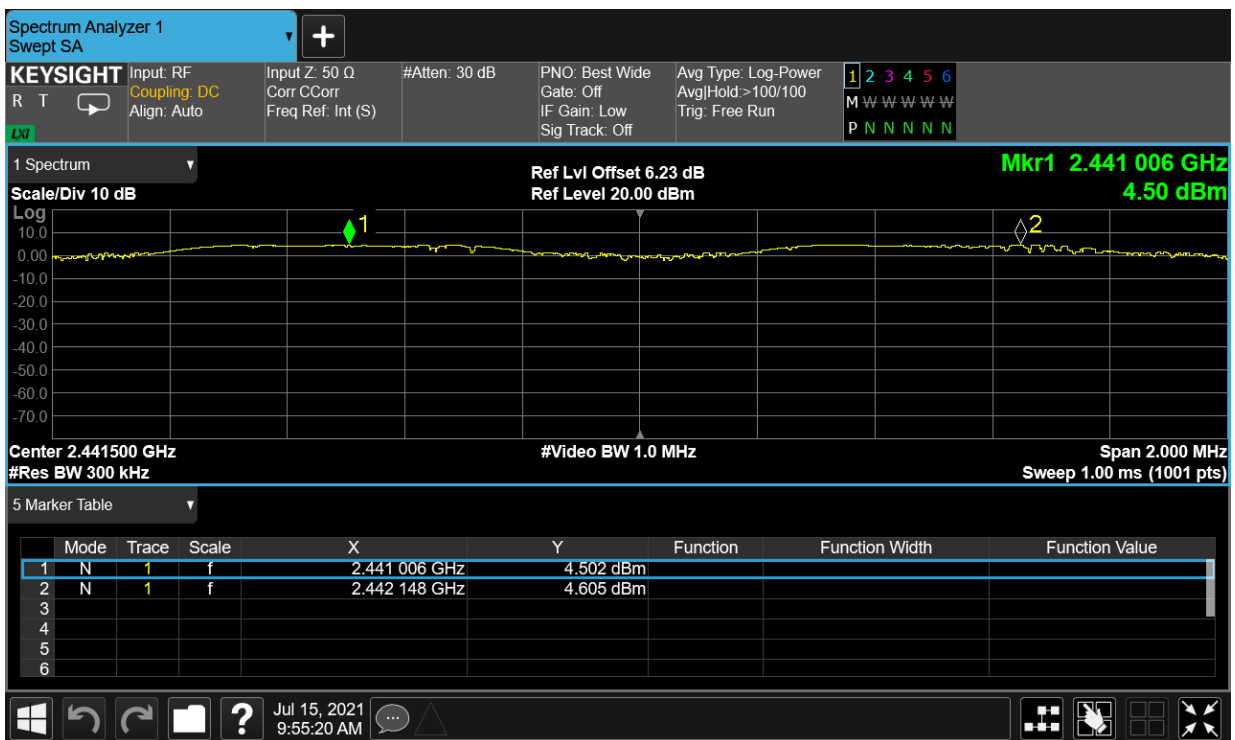 Spectrum Analyzer 1
Swept SA
+
KEYSIGHT
R T
LXI
Input: RF
Coupling: DC
Align: Auto
Input Z: 50 Ω
Corr CCorr
Freq Ref: Int (S)
#Atten: 30 dB
PNO: Best Wide
Gate: Off
IF Gain: Low
Sig Track: Off
Avg Type: Log-Power
Avg|Hold:>100/100
Trig: Free Run
1 2 3 4 5 6
M W W W W W
P N N N N N
1 Spectrum
Scale/Div 10 dB
Ref Lvl Offset 6.23 dB
Ref Level 20.00 dBm
Mkr1 2.441 006 GHz
4.50 dBm
Log
10.0
0.00
-10.0
-20.0
-30.0
-40.0
-50.0
-60.0
-70.0
1
2
Center 2.441500 GHz
#Res BW 300 kHz
#Video BW 1.0 MHz
Span 2.000 MHz
Sweep 1.00 ms (1001 pts)
5 Marker Table
Mode Trace Scale X Y Function Function Width Function Value
1 N 1 f 2.441 006 GHz 4.502 dBm
2 N 1 f 2.442 148 GHz 4.605 dBm
3
4
5
6
?
Jul 15, 2021
9:55:20 AM